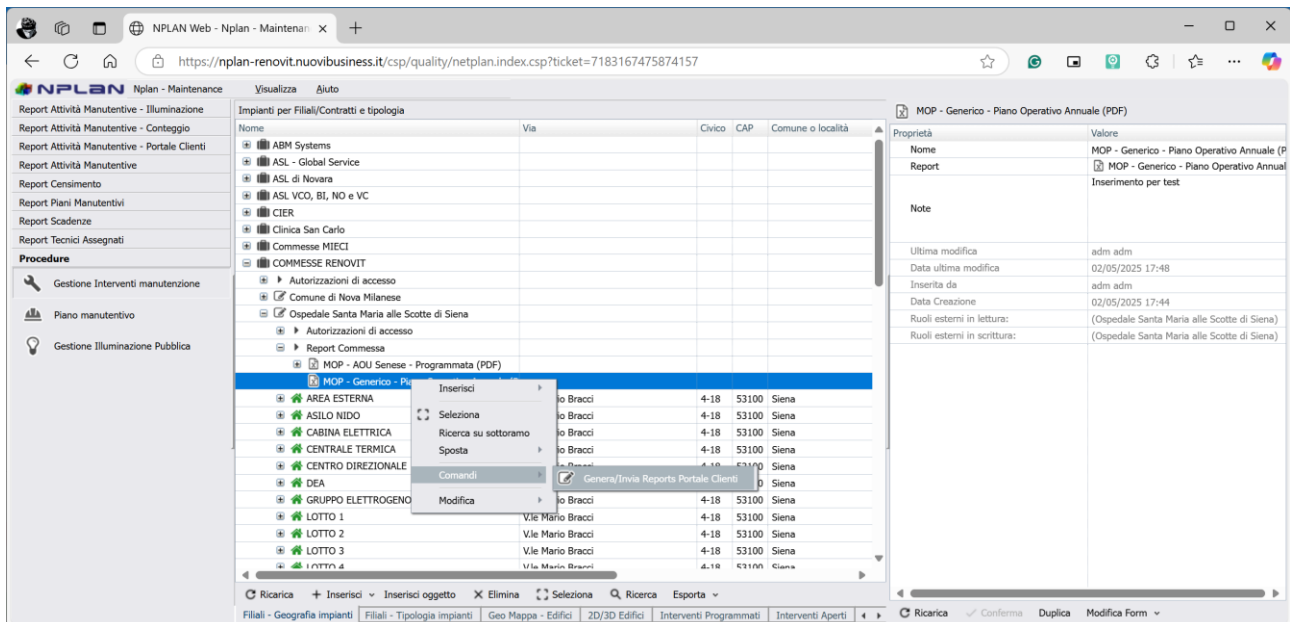 NPLAN Web - Nplan - Maintenan
https://nplan-renovit.nuovibusiness.it/csp/quality/netplan.index.csp?ticket=7183167475874157
NPLAN Nplan - Maintenance Visualizza Aiuto
Report Attività Manutentive - Illuminazione
Report Attività Manutentive - Conteggio
Report Attività Manutentive - Portale Clienti
Report Attività Manutentive
Report Censimento
Report Piani Manutentivi
Report Scadenze
Report Tecnici Assegnati
Procedure
Gestione Interventi manutenzione
Piano manutentivo
Gestione Illuminazione Pubblica
Impianti per Filiali/Contratti e tipologia
Nome Via Civico CAP Comune o località
ABM Systems
ASL - Global Service
ASL di Novara
ASL VCO, BI, NO e VC
CIER
Clinica San Carlo
Commesse MIECI
COMMESSE RENOVIT
Autorizzazioni di accesso
Comune di Nova Milanese
Ospedale Santa Maria alle Scotte di Siena
Autorizzazioni di accesso
Report Commessa
MOP - AOU Senese - Programmata (PDF)
MOP - Generico -
AREA ESTERNA io Bracci 4-18 53100 Siena
ASILO NIDO io Bracci 4-18 53100 Siena
CABINA ELETTRICA io Bracci 4-18 53100 Siena
CENTRALE TERMICA io Bracci 4-18 53100 Siena
CENTRO DIREZIONALE
DEA Siena
GRUPPO ELETTROGENO io Bracci 4-18 53100 Siena
LOTTO 1 V.le Mario Bracci 4-18 53100 Siena
LOTTO 2 V.le Mario Bracci 4-18 53100 Siena
LOTTO 3 V.le Mario Bracci 4-18 53100 Siena
LOTTO 4 V.le Mario Bracci 4-18 53100 Siena
Inserisci
Seleziona
Ricerca su sottoramo
Sposta
Comandi
Modifica
Genera/Invia Reports Portale Clienti
Ricarica Inserisci Inserisci oggetto Elimina Seleziona Ricerca Esporta
Filiali - Geografia impianti Filiali - Tipologia impianti Geo Mappa - Edifici 2D/3D Edifici Interventi Programmati Interventi Aperti
MOP - Generico - Piano Operativo Annuale (PDF)
Proprietà Valore
Nome MOP - Generico - Piano Operativo Annuale (P
Report MOP - Generico - Piano Operativo Annual
Note Inserimento per test
Ultima modifica adm adm
Data ultima modifica 02/05/2025 17:48
Inserita da adm adm
Data Creazione 02/05/2025 17:44
Ruoli esterni in lettura: (Ospedale Santa Maria alle Scotte di Siena)
Ruoli esterni in scrittura: (Ospedale Santa Maria alle Scotte di Siena)
Ricarica Conferma Duplica Modifica Form